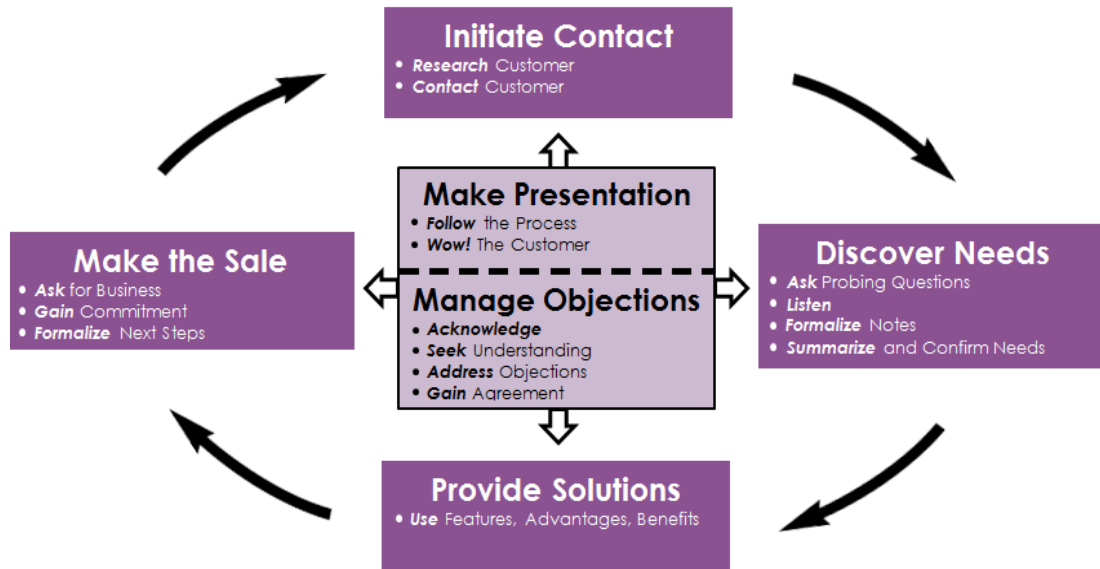 Initiate Contact
• Research Customer
• Contact Customer
Make Presentation
• Follow the Process
• Wow! The Customer
Manage Objections
• Acknowledge
• Seek Understanding
• Address Objections
• Gain Agreement
Make the Sale
• Ask for Business
• Gain Commitment
• Formalize Next Steps
Discover Needs
• Ask Probing Questions
• Listen
• Formalize Notes
• Summarize and Confirm Needs
Provide Solutions
• Use Features, Advantages, Benefits